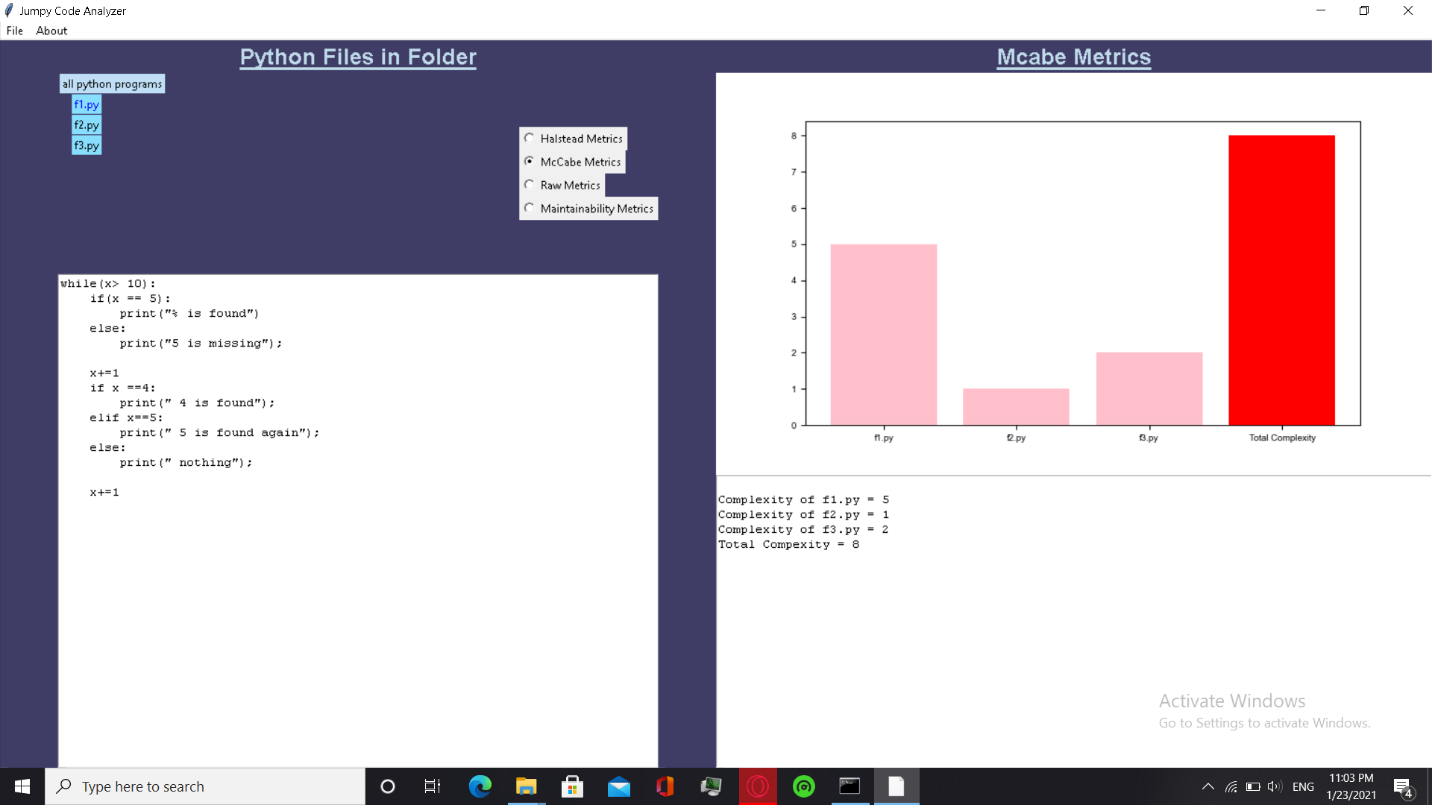 Jumpy Code Analyzer
File About
Python Files in Folder
Mcabe Metrics
all python programs
f1.py
f2.py
f3.py
Halstead Metrics
McCabe Metrics
Raw Metrics
Maintainability Metrics
while(x> 10):
    if(x == 5):
        print("% is found")
    else:
        print("5 is missing");
    x+=1
    if x ==4:
        print(" 4 is found");
    elif x==5:
        print(" 5 is found again");
    else:
        print(" nothing");
    x+=1
8
7
6
5
4
3
2
1
0
f1.py f2.py f3.py Total Complexity
Complexity of f1.py = 5
Complexity of f2.py = 1
Complexity of f3.py = 2
Total Compexity = 8
Activate Windows
Go to Settings to activate Windows.
Type here to search
ENG
11:03 PM
1/23/2021
4